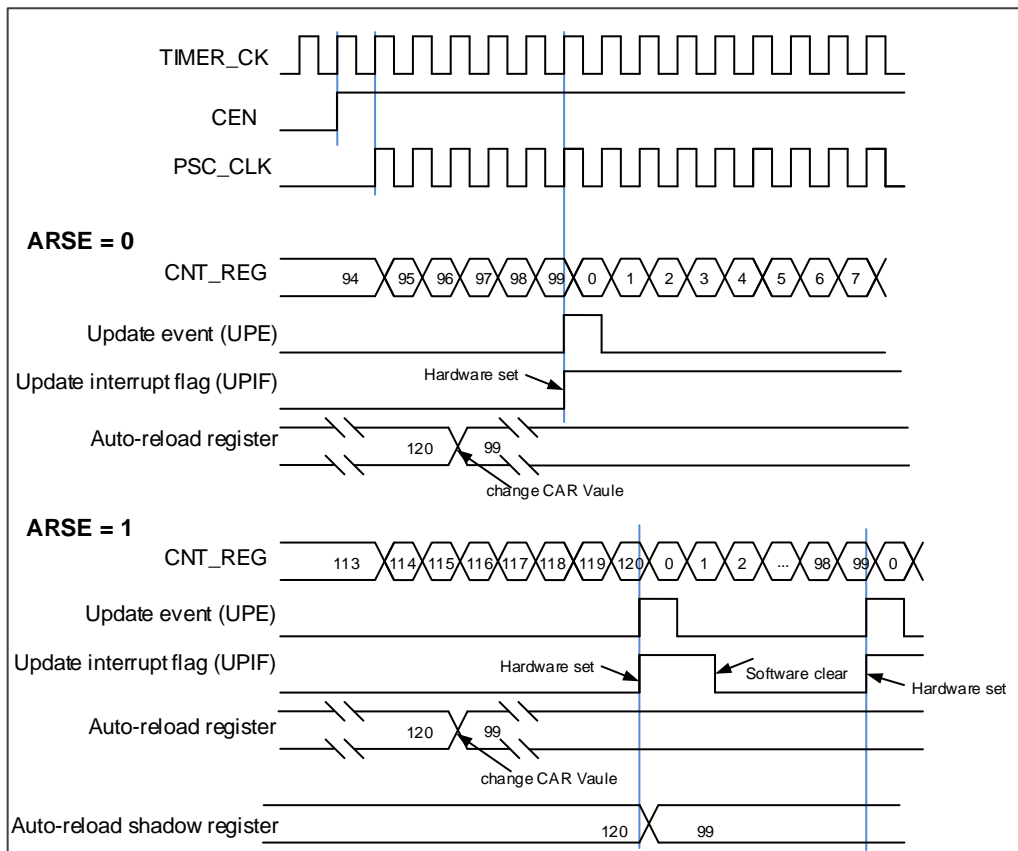 TIMER_CK
CEN
PSC_CLK
ARSE = 0
CNT_REG 94 95 96 97 98 99 0 1 2 3 4 5 6 7
Update event (UPE)
Update interrupt flag (UPIF) Hardware set
Auto-reload register 120 99
change CAR Vaule
ARSE = 1
CNT_REG 113 114 115 116 117 118 119 120 0 1 2 ... 98 99 0
Update event (UPE)
Update interrupt flag (UPIF) Hardware set Software clear Hardware set
Auto-reload register 120 99
change CAR Vaule
Auto-reload shadow register 120 99